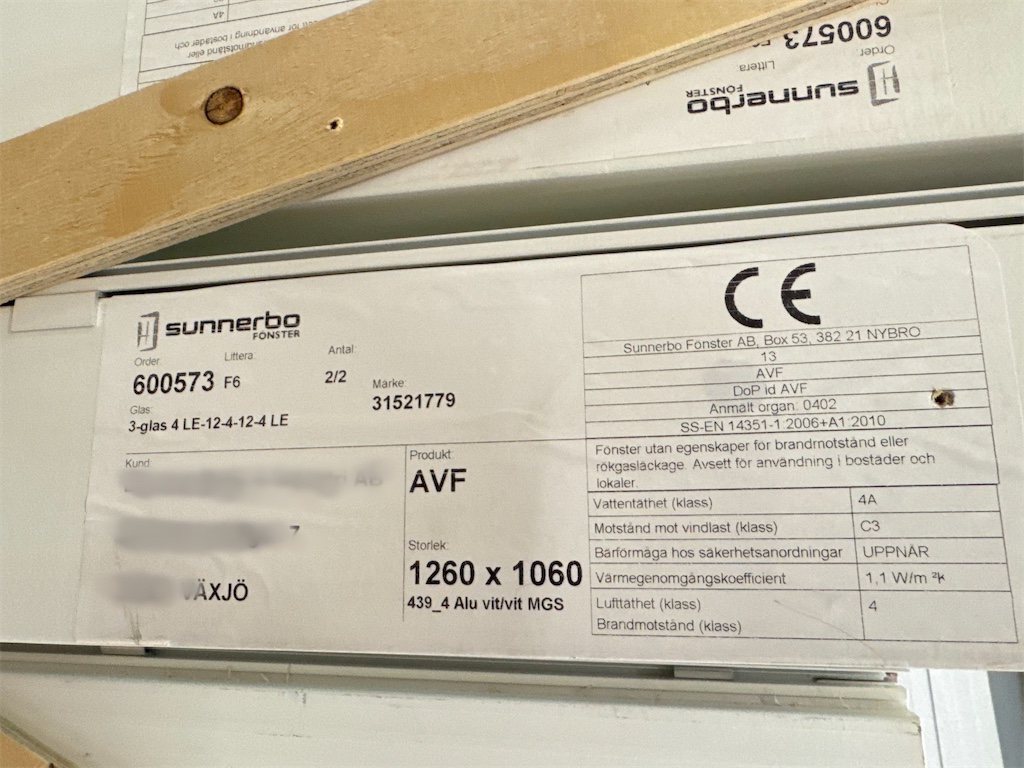 4A
600573
Order:
Littera
sunnerbo
FÖNSTER
sunnerbo
FÖNSTER
Order: Littera: Antal:
600573 F6 2/2
Märke:
31521779
Glas:
3-glas 4 LE-12-4-12-4 LE
Kund:
AB
VÄXJÖ
Produkt:
AVF
Storlek:
1260 x 1060
439_4 Alu vit/vit MGS
CE
Sunnerbo Fönster AB, Box 53, 382 21 NYBRO
13
AVF
DoP id AVF
Anmält organ: 0402
SS-EN 14351-1:2006+A1:2010
Fönster utan egenskaper för brandmotstånd eller
rökgasläckage. Avsett för användning i bostäder och
lokaler.
Vattentäthet (klass) 4A
Motstånd mot vindlast (klass) C3
Bärförmåga hos säkerhetsanordningar UPPNÅR
Värmegenomgångskoefficient 1,1 W/m ²k
Lufttäthet (klass) 4
Brandmotstånd (klass)